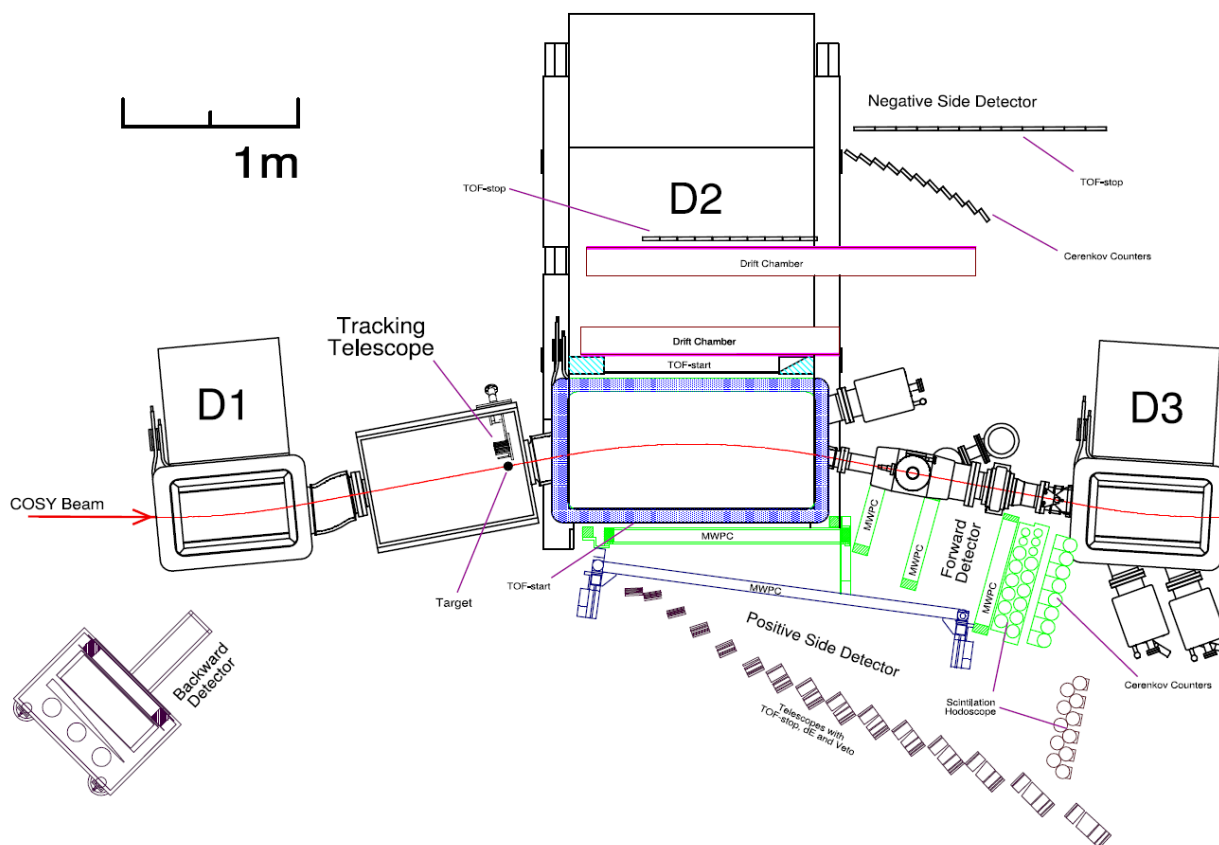 Negative Side Detector
1m
TOF-stop
TOF-stop
D2
Cerenkov Counters
Drift Chamber
Tracking
Telescope
Drift Chamber
TOF-start
D1
D3
COSY Beam
MWPC
MWPC
MWPC
MWPC
MWPC
Forward
Detector
Target
TOF-start
Positive Side Detector
Backward
Detector
Cerenkov Counters
Scintilation
Hodoscope
Telescopes with
TOF-stop, dE and Veto